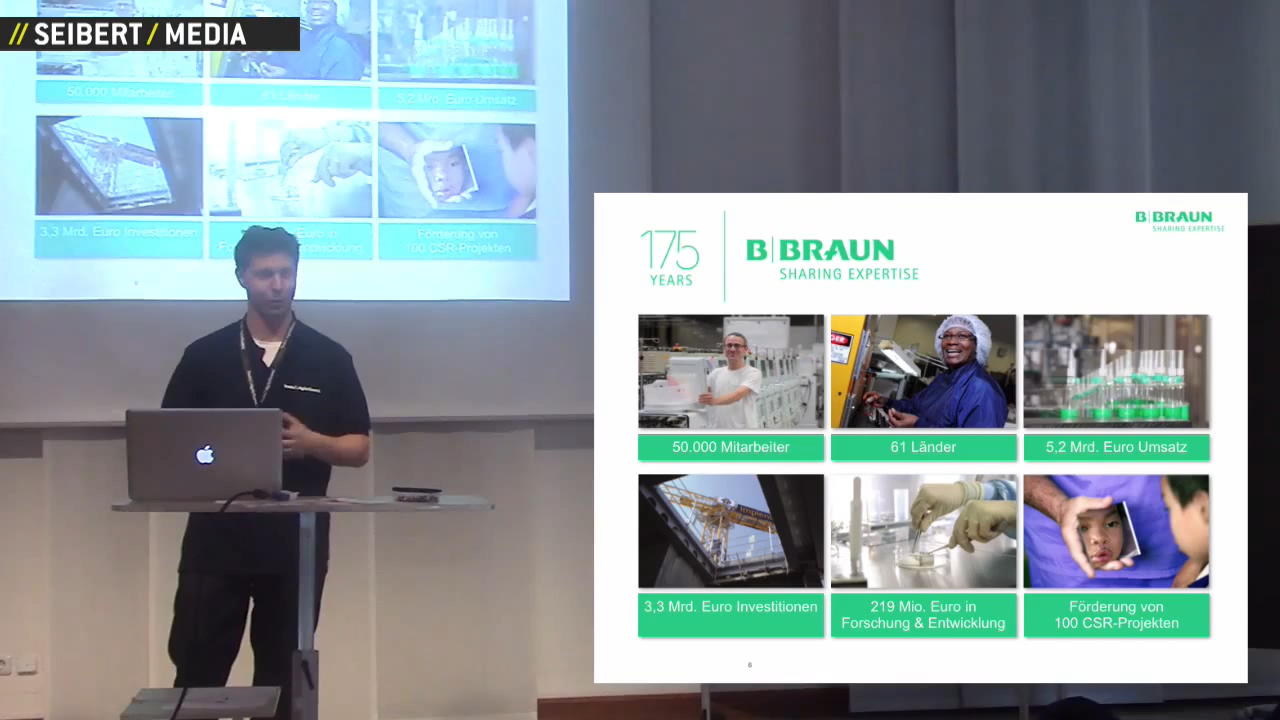 // SEIBERT / MEDIA
50.000 Mitarbeiter
61 Länder
5,2 Mrd. Euro Umsatz
3,3 Mrd. Euro Investitionen
Förderung von
100 CSR-Projekten
B|BRAUN
SHARING EXPERTISE
175
YEARS
B|BRAUN
SHARING EXPERTISE
50.000 Mitarbeiter
61 Länder
5,2 Mrd. Euro Umsatz
3,3 Mrd. Euro Investitionen
219 Mio. Euro in
Forschung & Entwicklung
Förderung von
100 CSR-Projekten
6